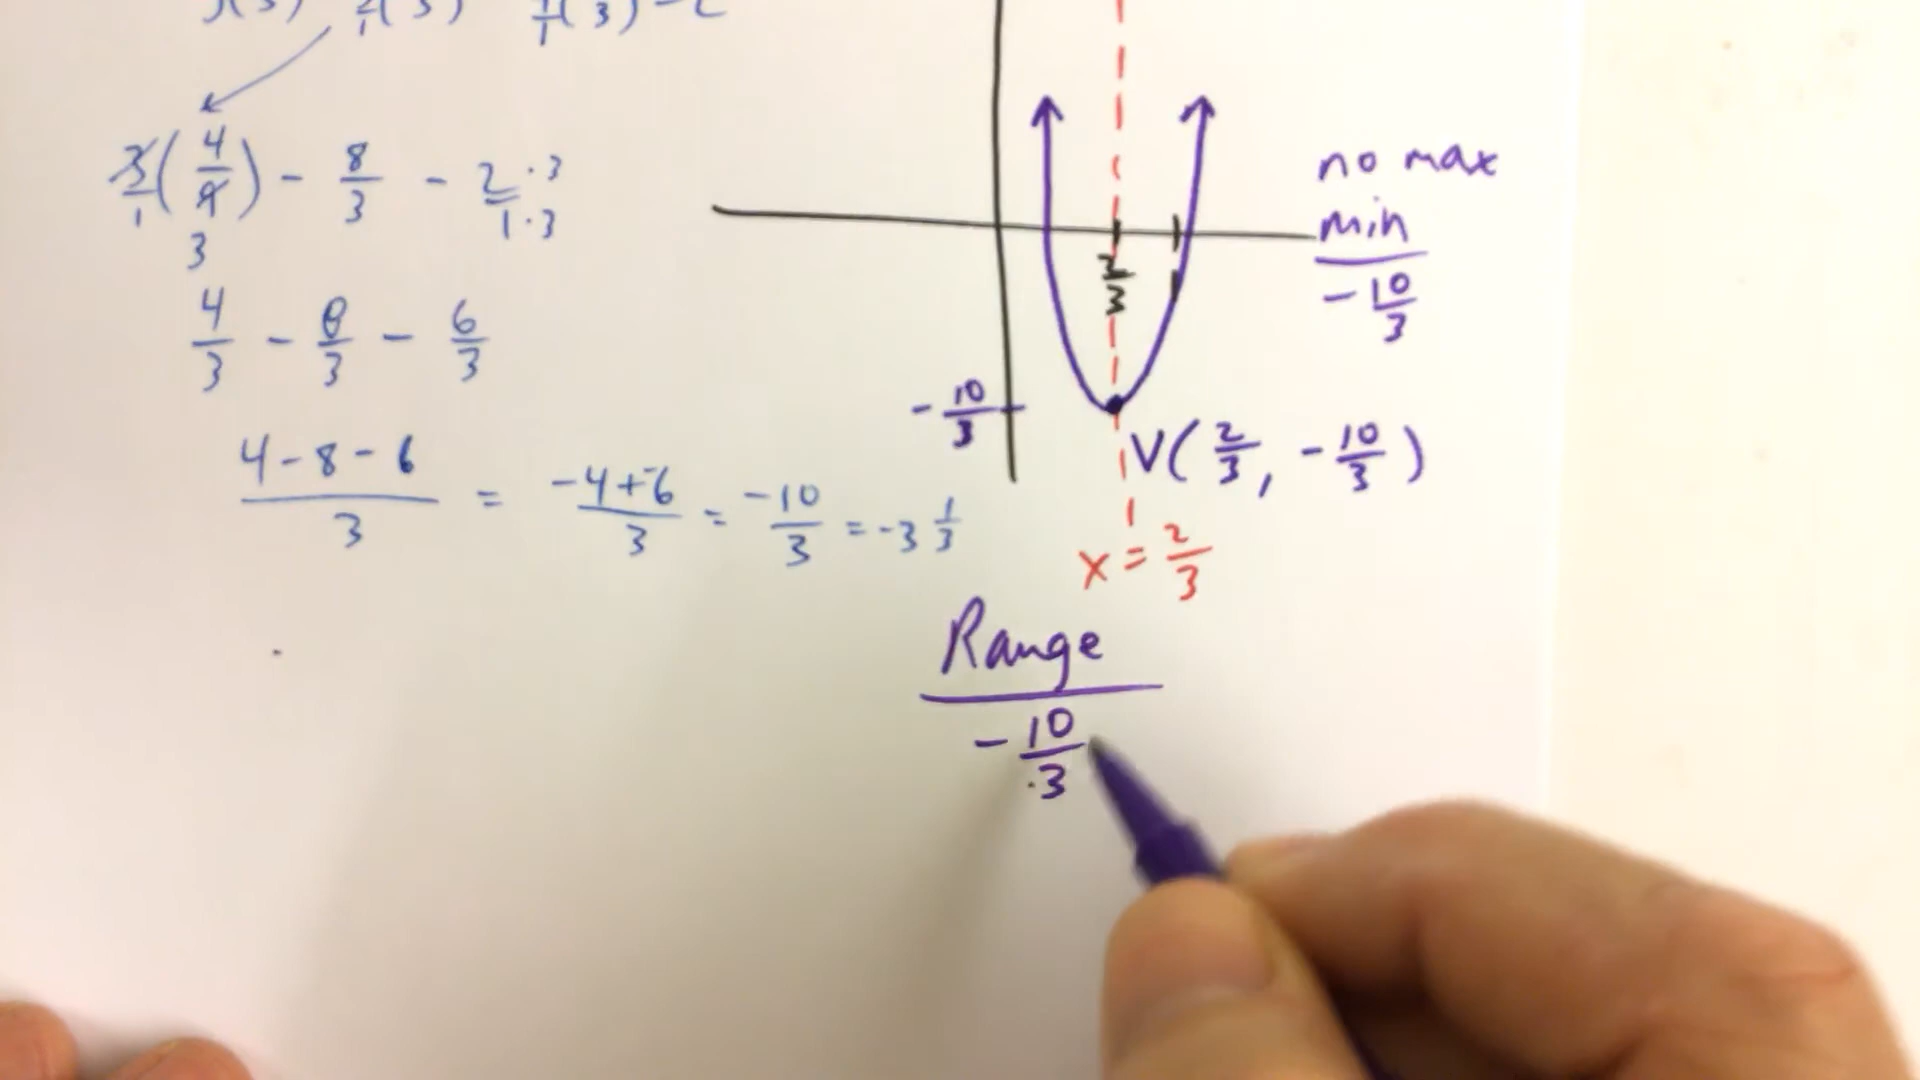 3/1 (4/9) - 8/3 - 2·3/1·3
3
4/3 - 8/3 - 6/3
4-8-6/3 = -4+-6/3 = -10/3 = -3 1/3
no max
min
-10/3
2/3
-10/3
V(2/3, -10/3)
x = 2/3
Range
-10/3